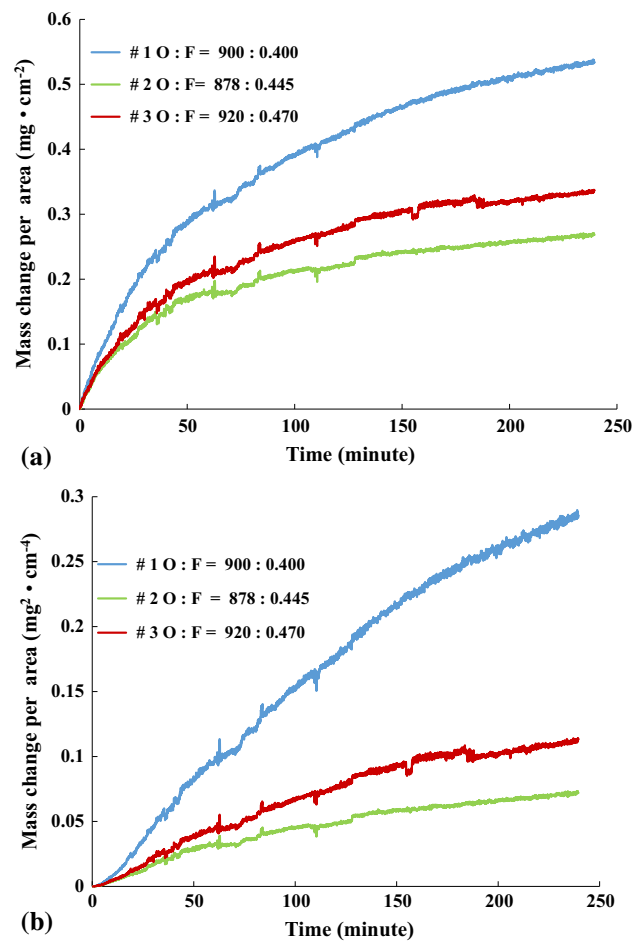 # 1 O : F = 900 : 0.400
# 2 O : F= 878 : 0.445
# 3 O : F = 920 : 0.470
Mass change per area (mg • cm-2)
0.6
0.5
0.4
0.3
0.2
0.1
0
0 50 100 150 200 250
Time (minute)
(a)
# 1 O : F = 900 : 0.400
# 2 O : F = 878 : 0.445
# 3 O : F = 920 : 0.470
Mass change per area (mg² • cm-4)
0.3
0.25
0.2
0.15
0.1
0.05
0
0 50 100 150 200 250
Time (minute)
(b)